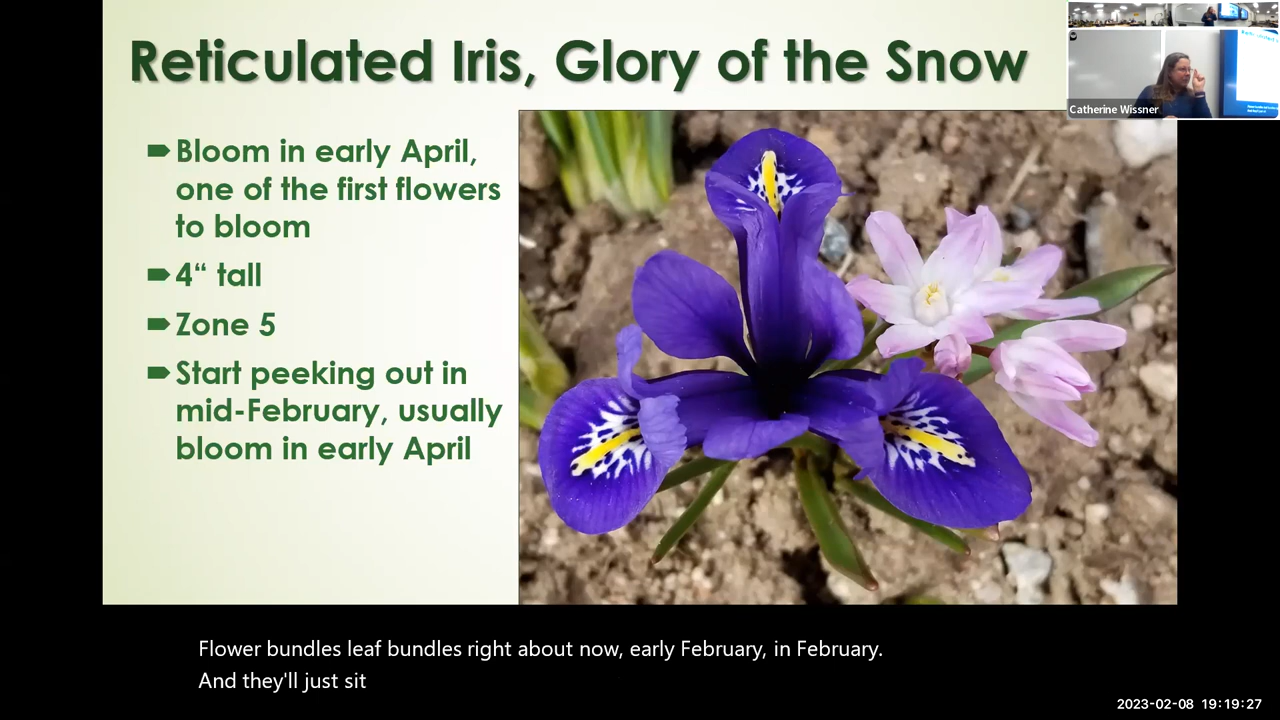 Reticulated Iris, Glory of the Snow
Bloom in early April,
one of the first flowers
to bloom
4“ tall
Zone 5
Start peeking out in
mid-February, usually
bloom in early April
Catherine Wissner
Flower bundles leaf bundles right about now, early February, in February.
And they'll just sit
2023-02-08 19:19:27